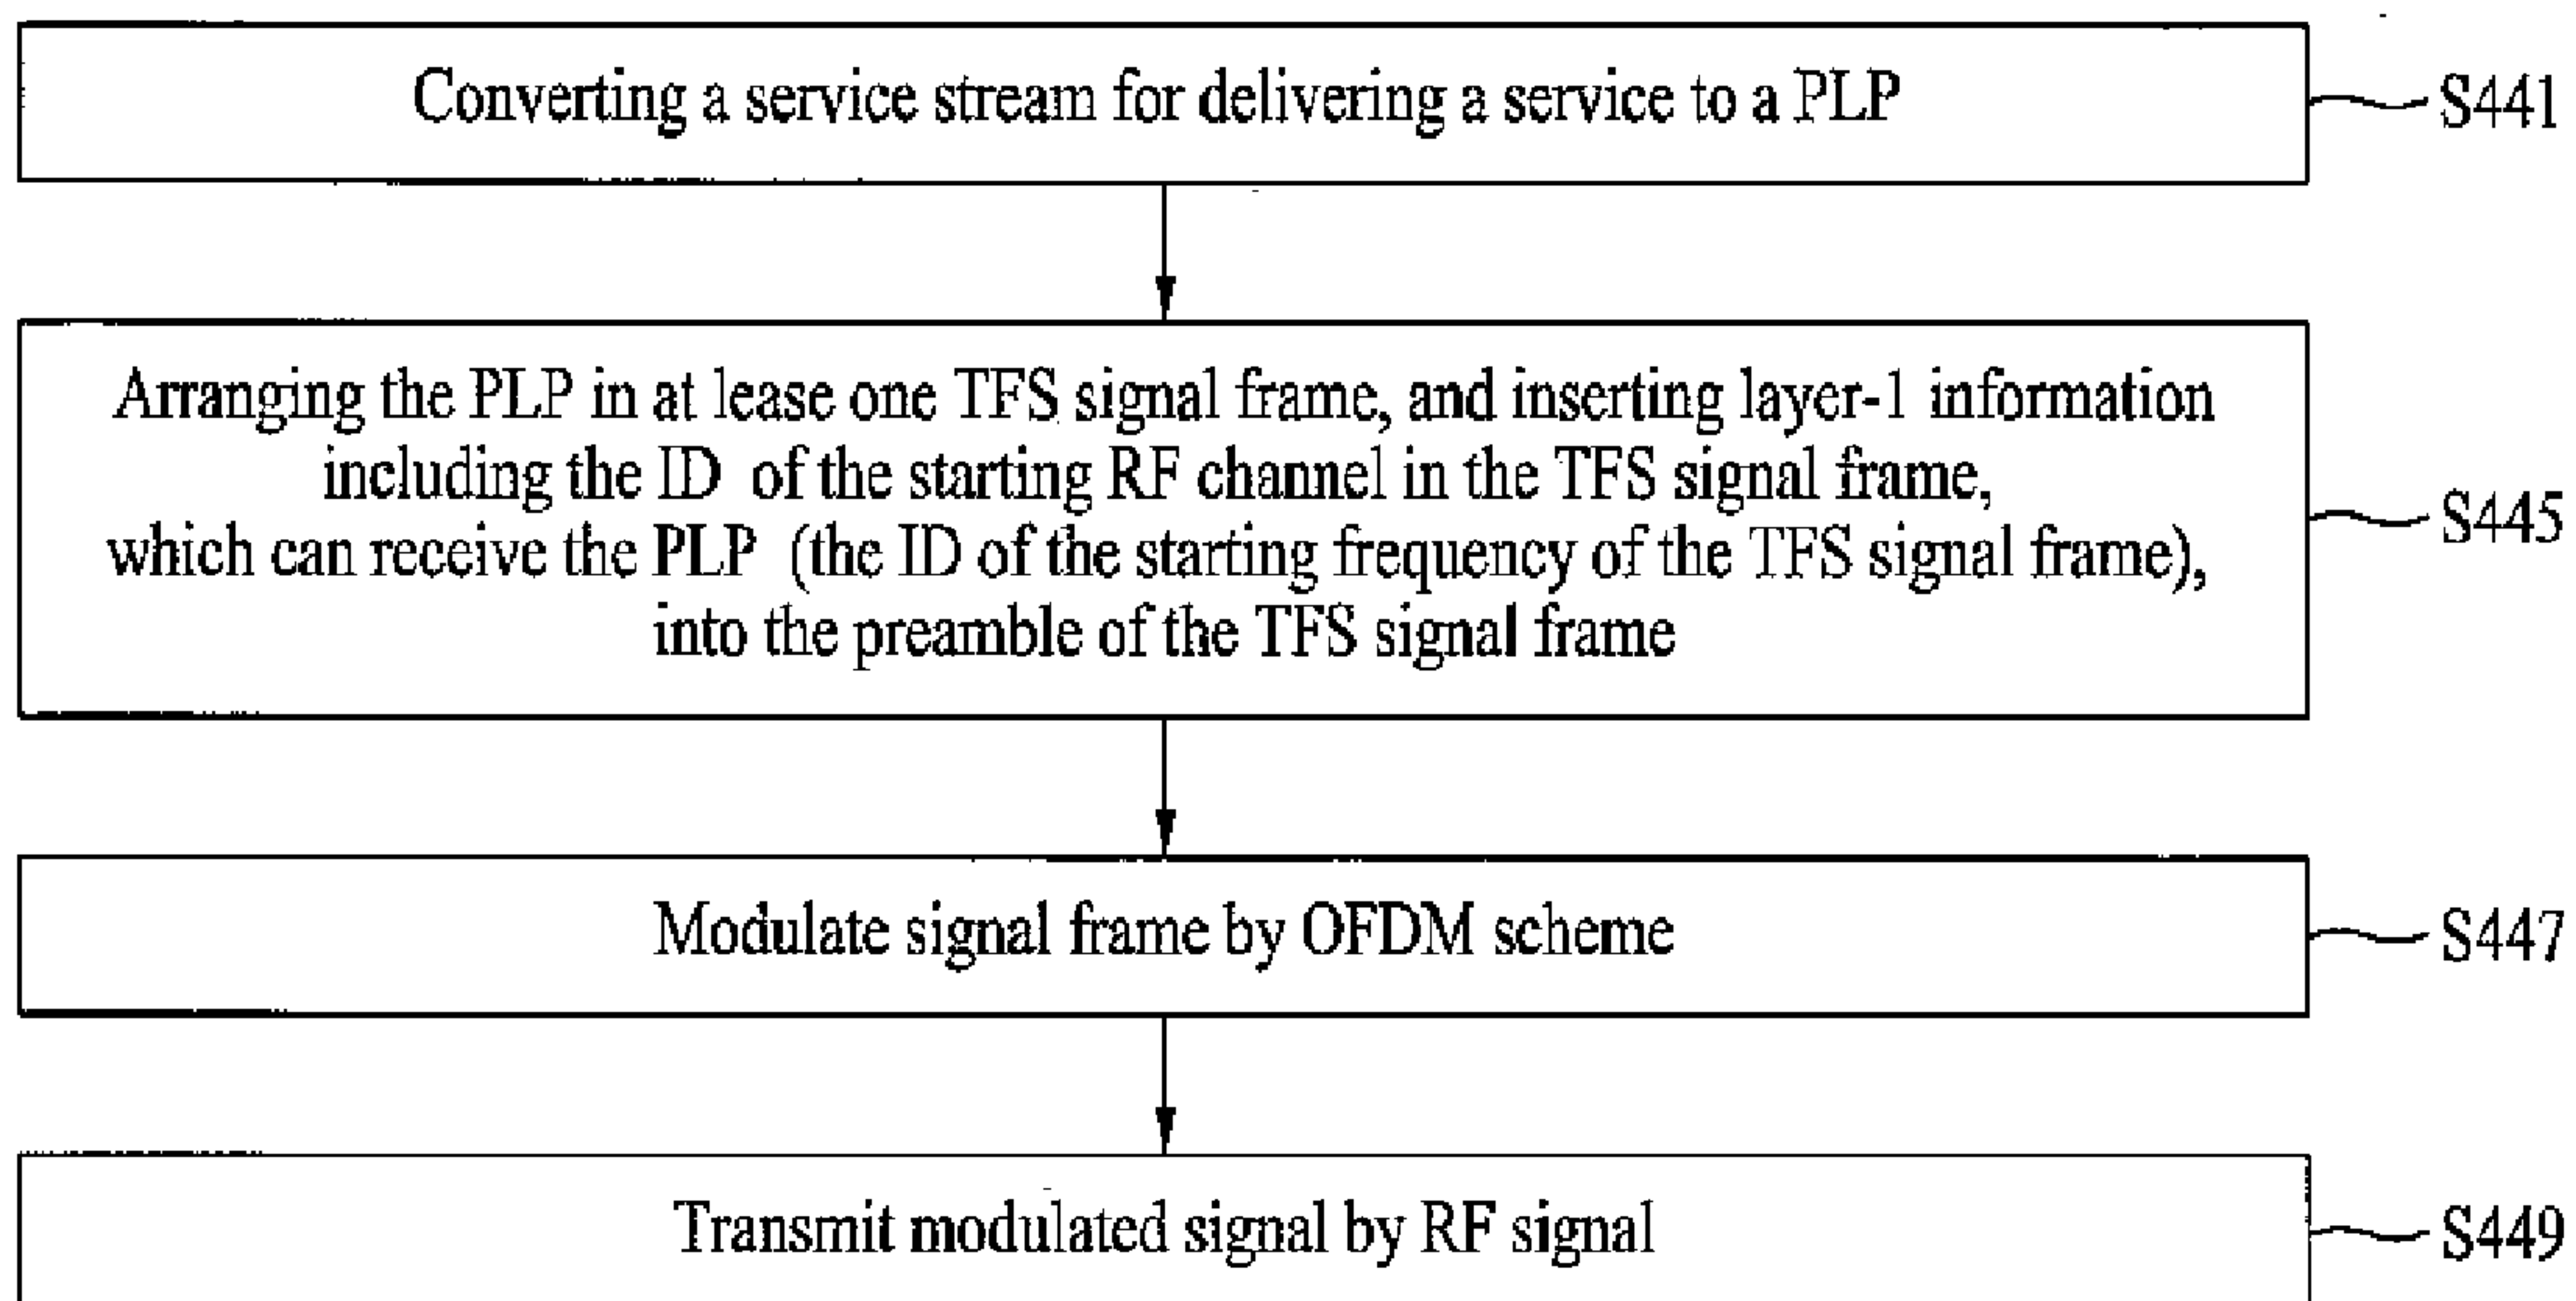 Converting a service stream for delivering a service to a PLP
S441
Arranging the PLP in at lease one TFS signal frame, and inserting layer-1 information
including the ID of the starting RF channel in the TFS signal frame,
which can receive the PLP (the ID of the starting frequency of the TFS signal frame),
into the preamble of the TFS signal frame
S445
Modulate signal frame by OFDM scheme
S447
Transmit modulated signal by RF signal
S449